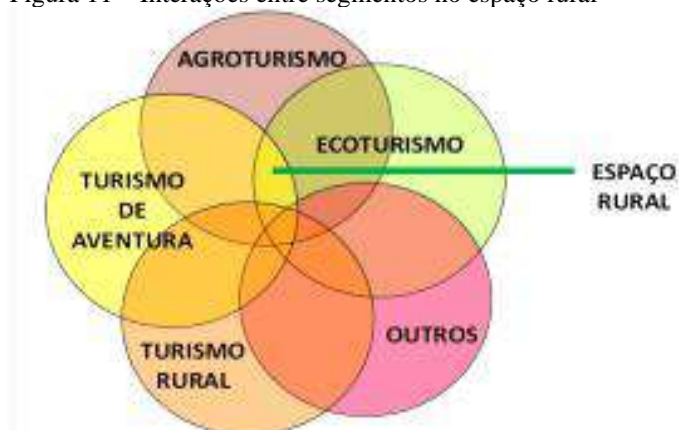 Figura 11 – Interações entre segmentos no espaço rural
AGROTURISMO
ECOTURISMO
ESPAÇO
RURAL
TURISMO
DE
AVENTURA
OUTROS
TURISMO
RURAL